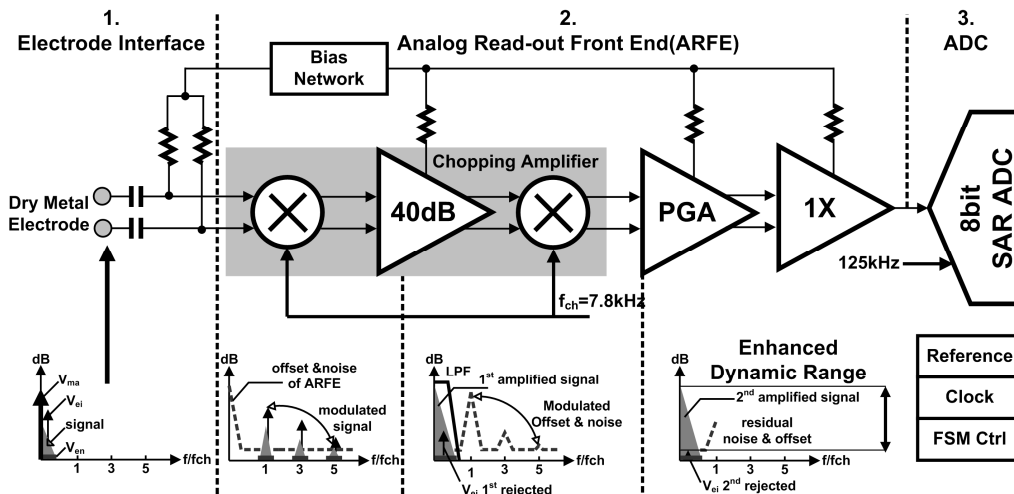 1.
Electrode Interface
2.
Analog Read-out Front End(ARFE)
3.
ADC
Bias
Network
Chopping Amplifier
Dry Metal
Electrode
40dB
PGA
1X
8bit
SAR ADC
125kHz
fch=7.8kHz
dB
Vma
Vei
signal
Ven
1 3 5 f/fch
dB
offset &noise
of ARFE
modulated
signal
1 3 5 f/fch
dB
LPF
1st amplified signal
Modulated
Offset & noise
1 3 5 f/fch
Vei 1st rejected
Enhanced
Dynamic Range
dB
2nd amplified signal
residual
noise & offset
1 3 5 f/fch
Vei 2nd rejected
Reference
Clock
FSM Ctrl